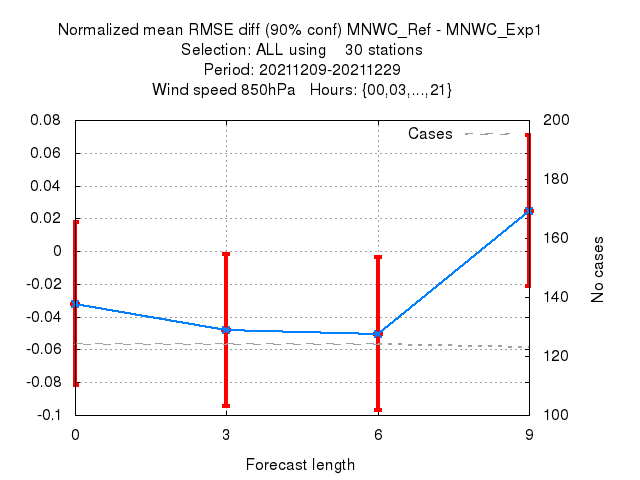 Normalized mean RMSE diff (90% conf) MNWC_Ref - MNWC_Exp1
Selection: ALL using    30 stations
Period: 20211209-20211229
Wind speed 850hPa   Hours: {00,03,...,21}
Cases
0.08
0.06
0.04
0.02
0
-0.02
-0.04
-0.06
-0.08
-0.1
200
180
160
140
120
100
No cases
0
3
6
9
Forecast length